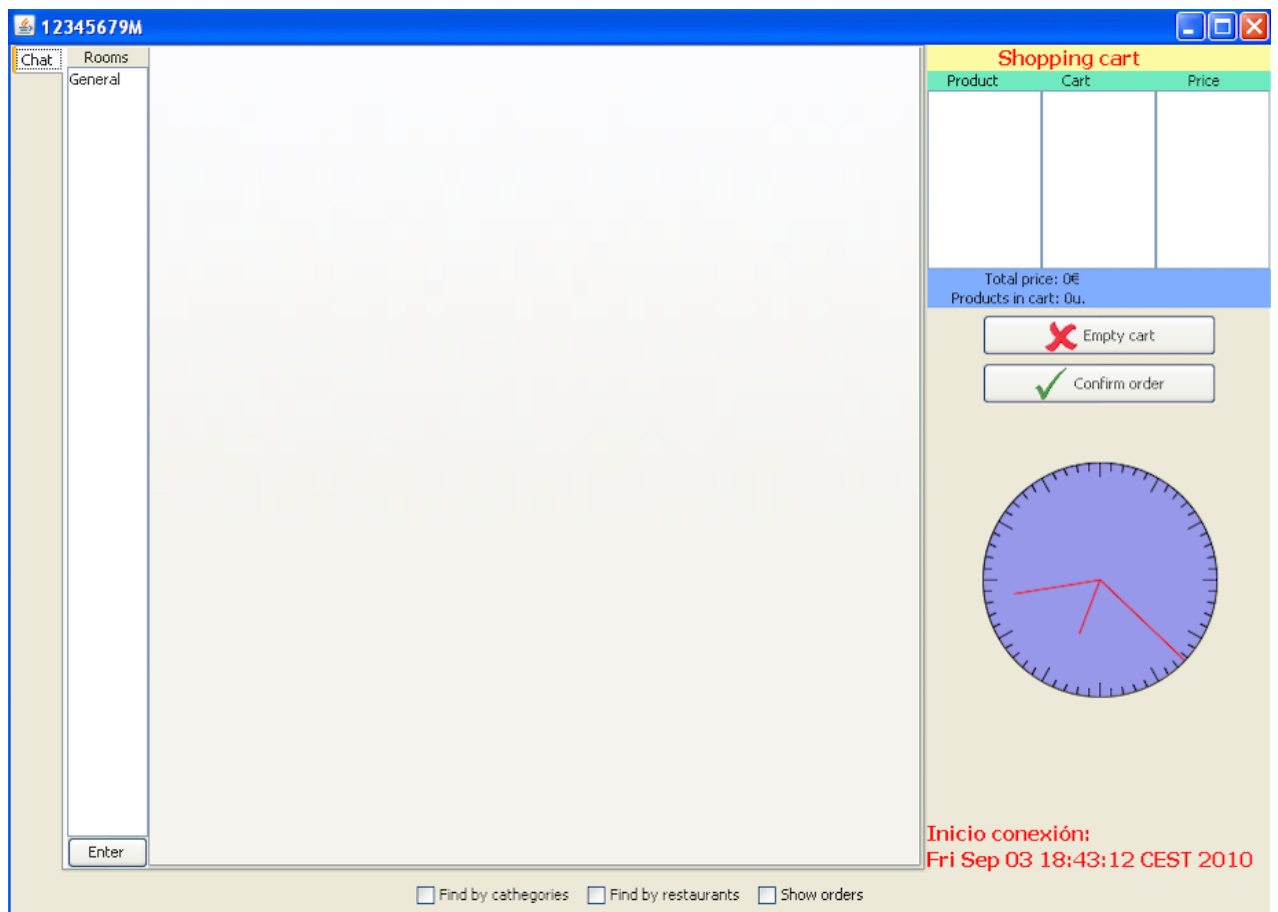 12345679M
Chat
Rooms
General
Enter
Shopping cart
Product Cart Price
Total price: 0€
Products in cart: 0u.
Empty cart
Confirm order
Inicio conexión:
Fri Sep 03 18:43:12 CEST 2010
Find by cathegories Find by restaurants Show orders